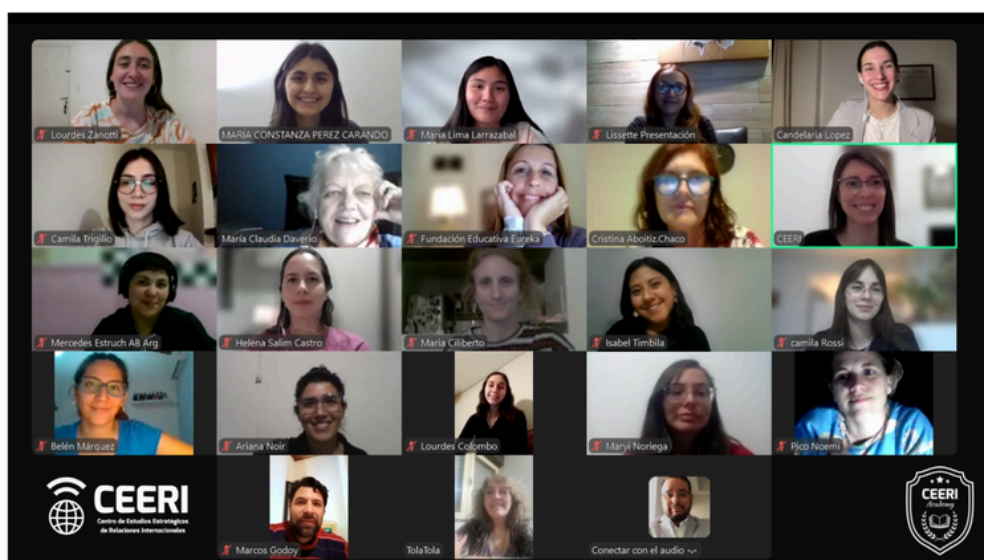 Lourdes Zanotti
MARÍA CONSTANZA PEREZ CARANDO
Maria Lima Larrazabal
Lissette Presentación
Candelaria Lopez
Camila Trigilio
María Claudia Daverio
Fundación Educativa Eureka
Cristina Aboitiz.Chaco
CEERI
Mercedes Estruch AB Arg
Helena Salim Castro
Maria Ciliberto
Isabel Timbila
camila Rossi
Belén Márquez
Ariana Noir
Lourdes Colombo
Maryi Noriega
Pico Noemi
CEERI
Centro de Estudios Estratégicos
de Relaciones Internacionales
Marcos Godoy
TolaTola
Conectar con el audio
CEERI
Academy